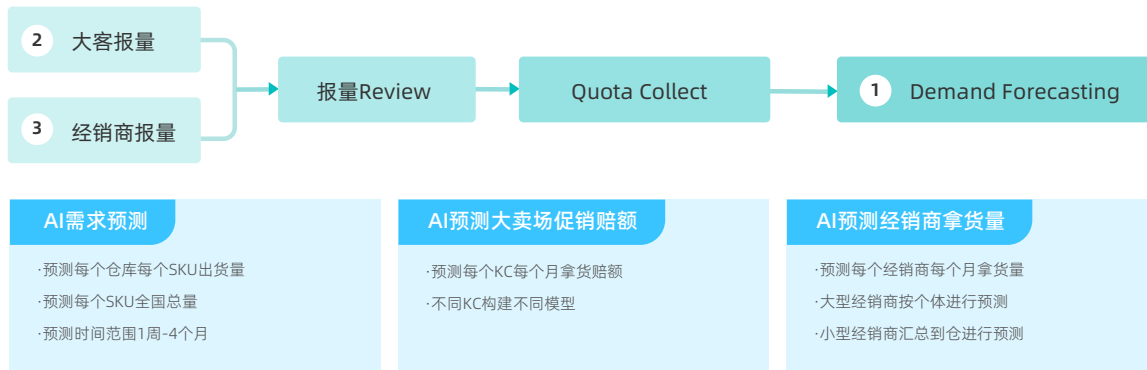 2 大客报量
3 经销商报量
报量Review
Quota Collect
1 Demand Forecasting
AI需求预测
·预测每个仓库每个SKU出货量
·预测每个SKU全国总量
·预测时间范围1周-4个月
AI预测大卖场促销赔额
·预测每个KC每个月拿货赔额
·不同KC构建不同模型
AI预测经销商拿货量
·预测每个经销商每个月拿货量
·大型经销商按个体进行预测
·小型经销商汇总到仓进行预测